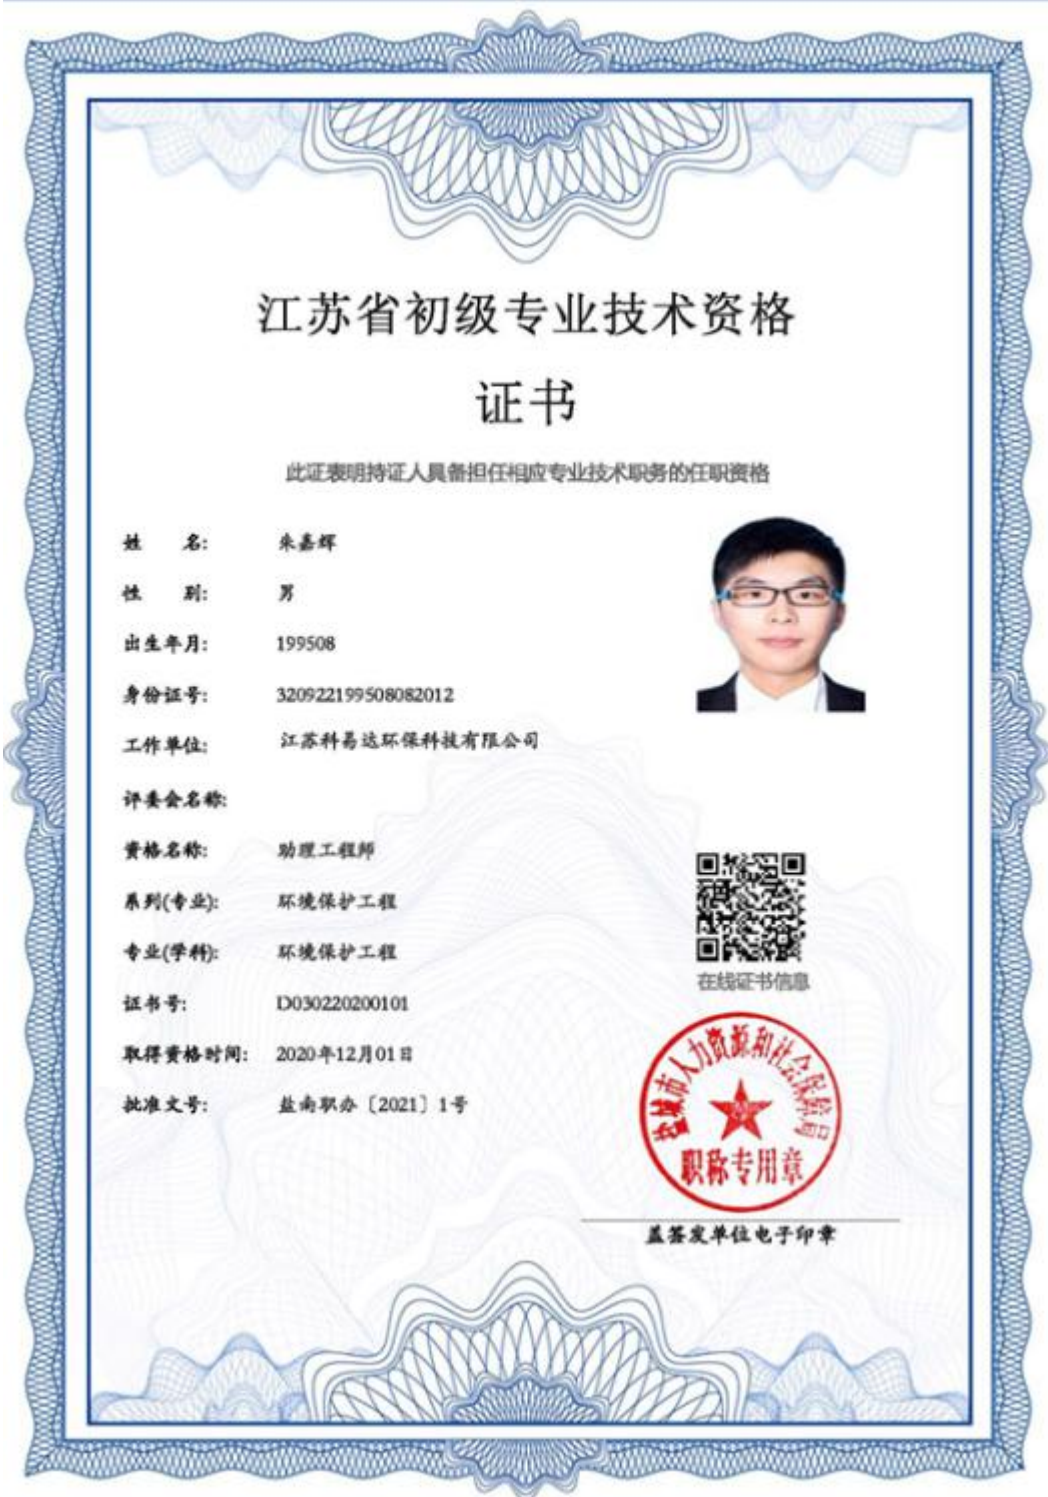 江苏省初级专业技术资格
证书
此证表明持证人具备担任相应专业技术职务的任职资格
姓 名: 朱嘉辉
性 别: 男
出生年月: 199508
身份证号: 320922199508082012
工作单位: 江苏科易达环保科技有限公司
评委会名称:
资格名称: 助理工程师
系列(专业): 环境保护工程
专业(学科): 环境保护工程
证书号: D030220200101
取得资格时间: 2020年12月01日
批准文号: 盐南职办〔2021〕1号
在线证书信息
盐城市人力资源和社会保障局
职称专用章
盖签发单位电子印章